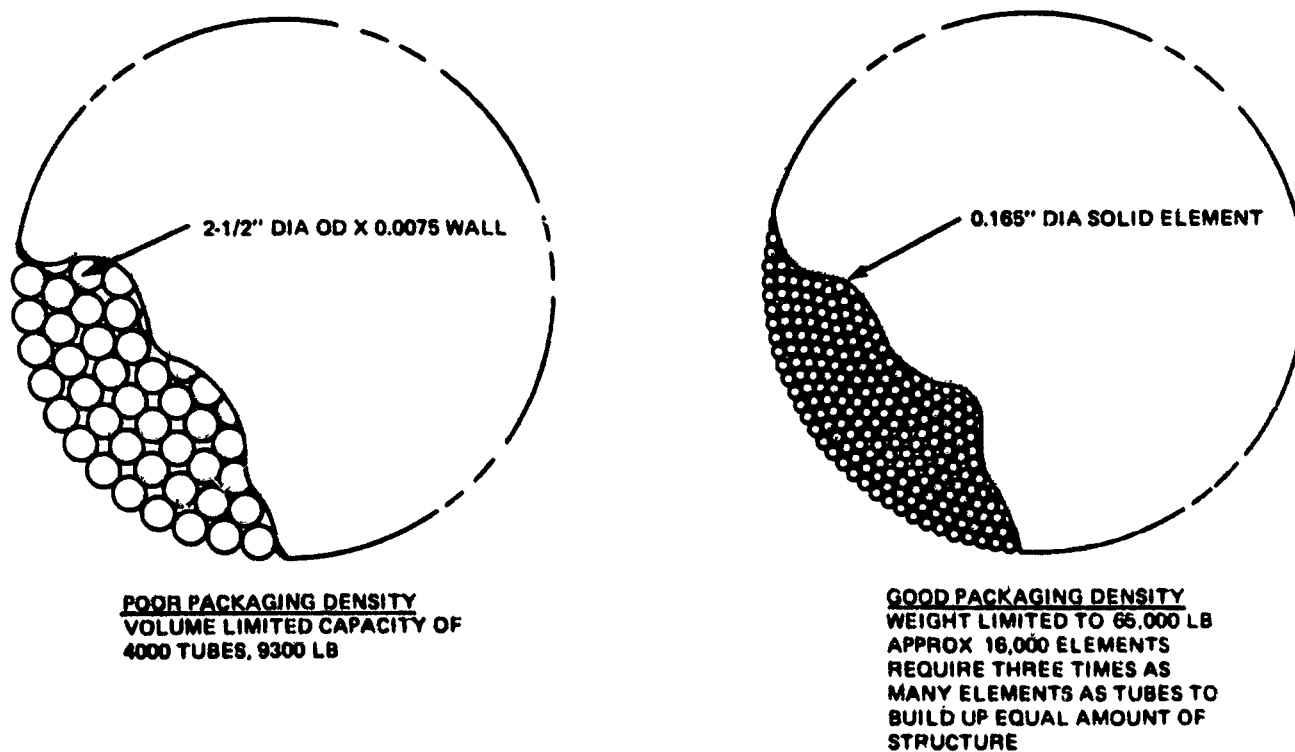 2-1/2" DIA OD X 0.0075 WALL
POOR PACKAGING DENSITY
VOLUME LIMITED CAPACITY OF
4000 TUBES, 9300 LB
0.165" DIA SOLID ELEMENT
GOOD PACKAGING DENSITY
WEIGHT LIMITED TO 65,000 LB
APPROX 16,000 ELEMENTS
REQUIRE THREE TIMES AS
MANY ELEMENTS AS TUBES TO
BUILD UP EQUAL AMOUNT OF
STRUCTURE